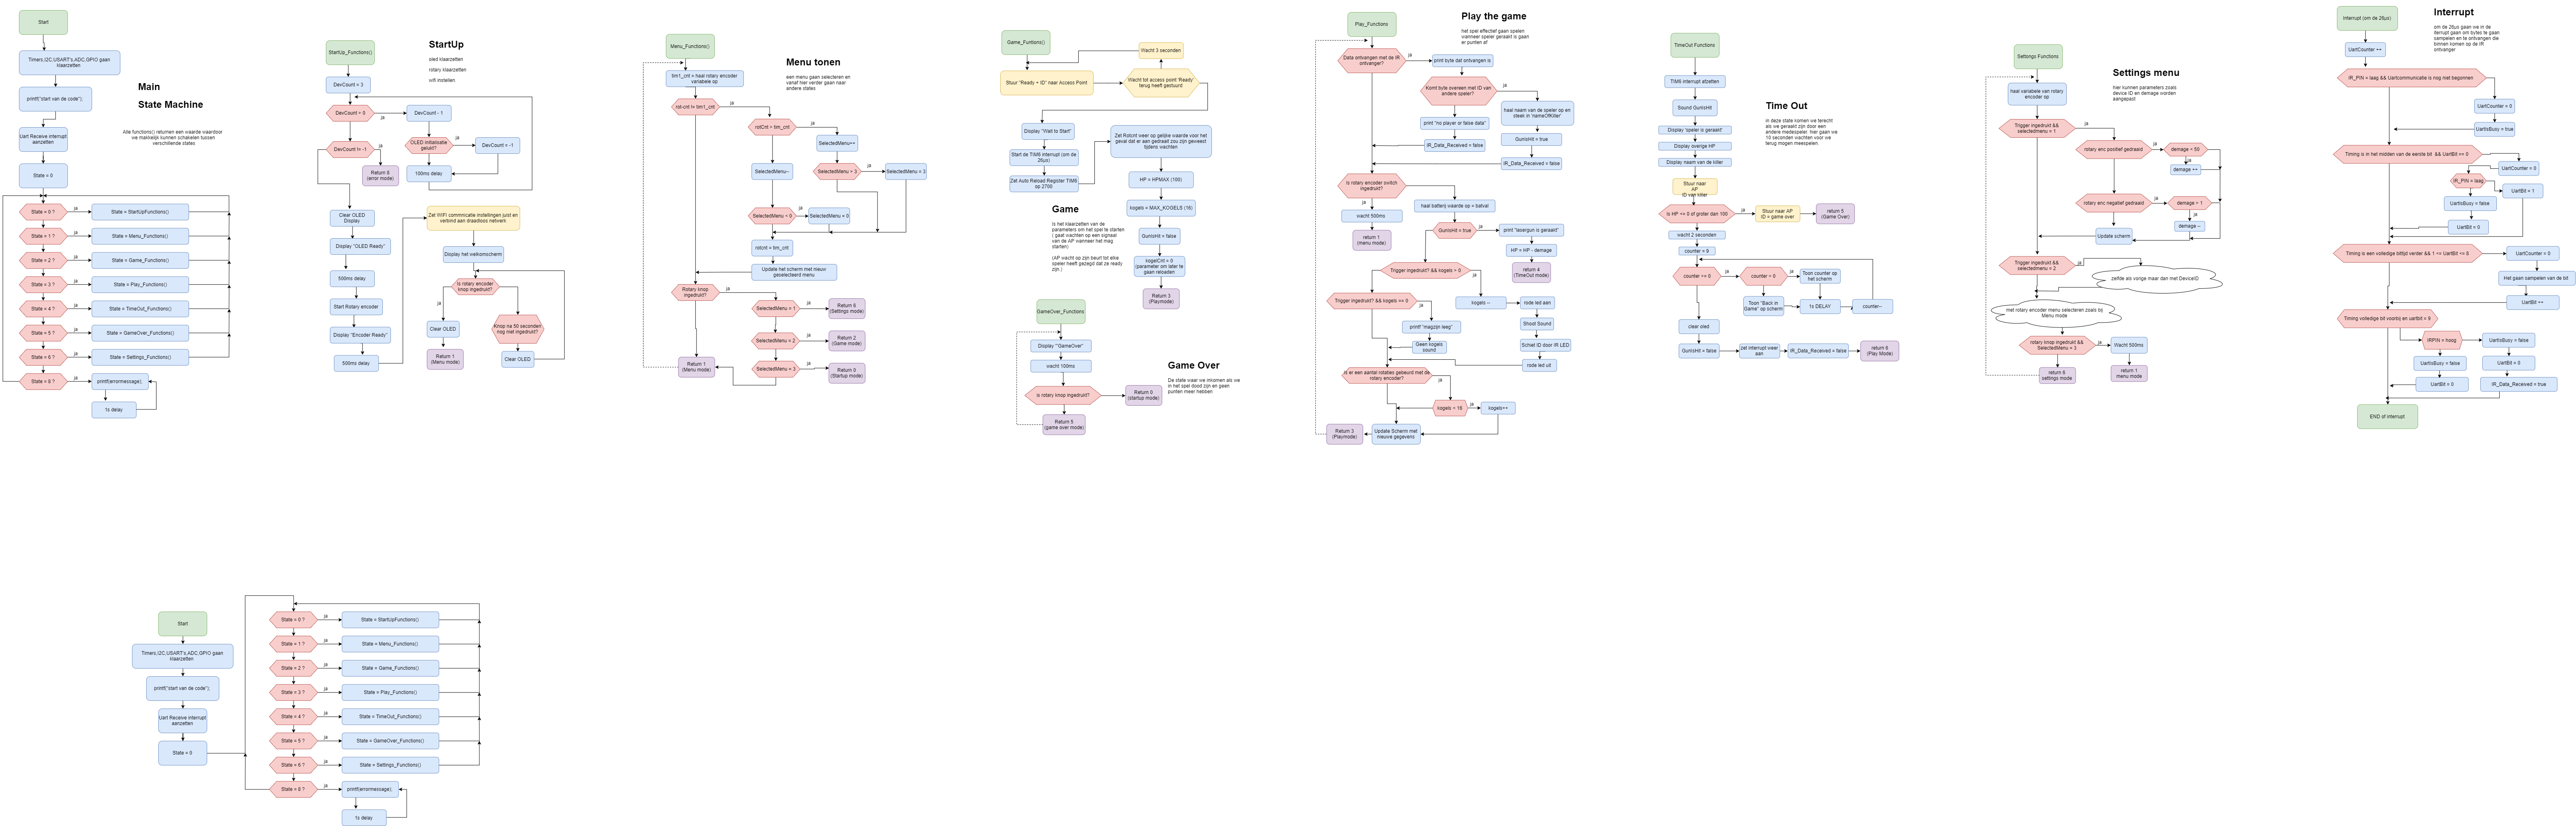 Start
Timers,I2C,USART's,ADC,GPIO gaan
klaarzetten
printf("start van de code");
Uart Receive interrupt
aanzetten
State = 0
State = 0 ?
ja
State = StartUpFunctions()
State = 1 ?
ja
State = Menu_Functions()
State = 2 ?
ja
State = Game_Functions()
State = 3 ?
ja
State = Play_Functions()
State = 4 ?
ja
State = TimeOut_Functions()
State = 5 ?
ja
State = GameOver_Functions()
State = 6 ?
ja
State = Settings_Functions()
State = 8 ?
ja
printf(errormessage);
1s delay
Main
State Machine
Alle functions() returnen een waarde waardoor
we makkelijk kunnen schakelen tussen
verschillende states
StartUp_Functions()
StartUp
oled klaarzetten
rotary klaarzetten
wifi instellen
DevCount = 3
DevCount > 0
ja
DevCount - 1
DevCount != -1
ja
OLED initialisatie
gelukt?
ja
DevCount = -1
Return 8
(error mode)
100ms delay
Clear OLED
Display
Display "OLED Ready"
500ms delay
Start Rotary encoder
Display "Encoder Ready"
500ms delay
Zet WIFI commnicatie instellingen juist en
verbind aan draadloos netwerk
Display het welkomscherm
Is rotary encoder
knop ingedrukt?
ja
Clear OLED
Return 1
(Menu mode)
Knop na 50 seconden
nog niet ingedukt?
Clear OLED
Menu_Functions()
Menu tonen
een menu gaan selecteren en
vanaf hier verder gaan naar
andere states
tim1_cnt = haal rotary encoder
variabele op
rot-cnt != tim1_cnt
ja
rotCnt > tim_cnt
ja
SelectedMenu++
SelectedMenu--
SelectedMenu > 3
ja
SelectedMenu = 3
SelectedMenu < 0
ja
SelectedMenu = 0
rotcnt = tim_cnt
Update het scherm met nieuw
geselecteerd menu
Rotary knop
ingedrukt?
ja
SelectedMenu = 1
ja
Return 6
(Settings mode)
SelectedMenu = 2
ja
Return 2
(Game mode)
SelectedMenu = 3
ja
Return 0
(Startup mode)
Return 1
(Menu mode)
Game_Funtions()
Wacht 3 seconden
Stuur "Ready + ID" naar Access Point
Wacht tot access point 'Ready'
terug heeft gestuurd
Display "Wait to Start"
Start de TIM6 interrupt (om de
26µs)
Zet Auto Reload Register TIM6
op 2700
Zet Rotcnt weer op gelijke waarde voor het
geval dat er aan gedraaid zou zijn geweest
tijdens wachten
HP = HPMAX (100)
kogels = MAX_KOGELS (16)
GunIsHit = false
kogelCnt = 0
(parameter om later te
gaan reloaden
Return 3
(Playmode)
Game
Is het klaarzetten van de
parameters om het spel te starten
( gaat wachten op een signaal
van de AP wanneer het mag
starten)
(AP wacht op zijn beurt tot elke
speler heeft gezegd dat ze ready
zijn )
GameOver_Functions
Display "GameOver"
wacht 100ms
is rotary knop ingedrukt?
Return 0
(startup mode)
Return 5
(game over mode)
Game Over
De state waar we inkomen als we
in het spel dood zijn en geen
punten meer hebben
Play_Functions
Play the game
het spel effectief gaan spelen
wanneer speler geraakt is gaan
er punten af
Data ontvangen met de IR
ontvanger?
ja
print byte dat ontvangen is
Komt byte overeen met ID van
andere speler?
ja
haal naam van de speler op en
steek in 'nameOfKiller'
print "no player or false data"
GunIsHit = true
IR_Data_Received = false
IR_Data_Received = false
Is rotary encoder switch
ingedrukt?
ja
wacht 500ms
return 1
(menu mode)
haal batterij waarde op = batval
GunIsHit = true
ja
print "lasergun is geraakt"
HP = HP - demage
return 4
(TimeOut mode)
Trigger ingedrukt? && kogels > 0
ja
Trigger ingedrukt? && kogels == 0
ja
kogels --
rode led aan
Shoot Sound
Schiet ID door IR LED
rode led uit
printf "magzijn leeg"
Geen kogels
sound
is er een aantal rotaties gebeurd met de
rotary encoder?
ja
kogels < 16
ja
kogels++
Return 3
(Playmode)
Update Scherm met
nieuwe gegevens
TimeOut Functions
TIM6 interrupt afzetten
Sound GunIsHit
Display 'speler is geraakt'
Display overige HP
Display naam van de killer
Stuur naar
AP
ID van killer
Is HP <= 0 of groter dan 100
ja
Stuur naar AP
ID = game over
return 5
(Game Over)
wacht 2 seconden
counter = 9
counter >= 0
ja
counter < 0
ja
Toon counter op
het scherm
Toon "Back in
Game" op scherm
1s DELAY
counter--
clear oled
GunIsHit = false
zet interrupt weer
aan
IR_Data_Received = false
return 6
(Play Mode)
Time Out
In deze state komen we terecht
als we geraakt zijn door een
andere medespeler. hier gaan we
10 seconden wachten voor we
terug mogen meespelen.
Settongs Functions
Settings menu
hier kunnen parameters zoals
device ID en demage worden
aangepast
haal variabele van rotary
encoder op
Trigger ingedrukt &&
selectedmenu = 1
ja
rotary enc positief gedraaid
ja
demage < 50
ja
demage ++
rotary enc negatief gedraaid
ja
demage > 1
ja
demage --
Update scherm
Trigger ingedrukt &&
selectedmenu = 2
ja
zelfde als vorige maar dan met DeviceID
met rotary encoder menu selecteren zoals bij
Menu mode
rotary knop ingedrukt &&
SelectedMenu = 3
ja
Wacht 500ms
return 6
settings mode
return 1
menu mode
Interrupt (om de 26µs)
Interrupt
om de 26µs gaan we in de
iterrupt gaan om bytes te gaan
sampelen en te ontvangen die
binnen komen op de IR
ontvanger
UartCounter ++
IR_PIN = laag && Uartcommunicatie is nog niet begonnen
UartCounter = 0
UartIsBusy = true
Timing is in het midden van de eerste bit && UartBit == 0
UartCounter = 0
IR_PIN = laag
UartBit = 1
UartIsBusy = false
UartBit = 0
Timing is een volledige bittijd verder && 1 <= UartBit <= 8
UartCounter = 0
Het gaan sampelen van de bit
UartBit ++
Timing volledige bit voorbij en uartbit = 9
IRPIN = hoog
UartIsBusy = false
UartIsBusy = false
UartBit = 0
UartBit = 0
IR_Data_Received = true
END of interrupt
Start
Timers,I2C,USART's,ADC,GPIO gaan
klaarzetten
printf("start van de code");
Uart Receive interrupt
aanzetten
State = 0
State = 0 ?
ja
State = StartUpFunctions()
State = 1 ?
ja
State = Menu_Functions()
State = 2 ?
ja
State = Game_Functions()
State = 3 ?
ja
State = Play_Functions()
State = 4 ?
ja
State = TimeOut_Functions()
State = 5 ?
ja
State = GameOver_Functions()
State = 6 ?
ja
State = Settings_Functions()
State = 8 ?
ja
printf(errormessage);
1s delay